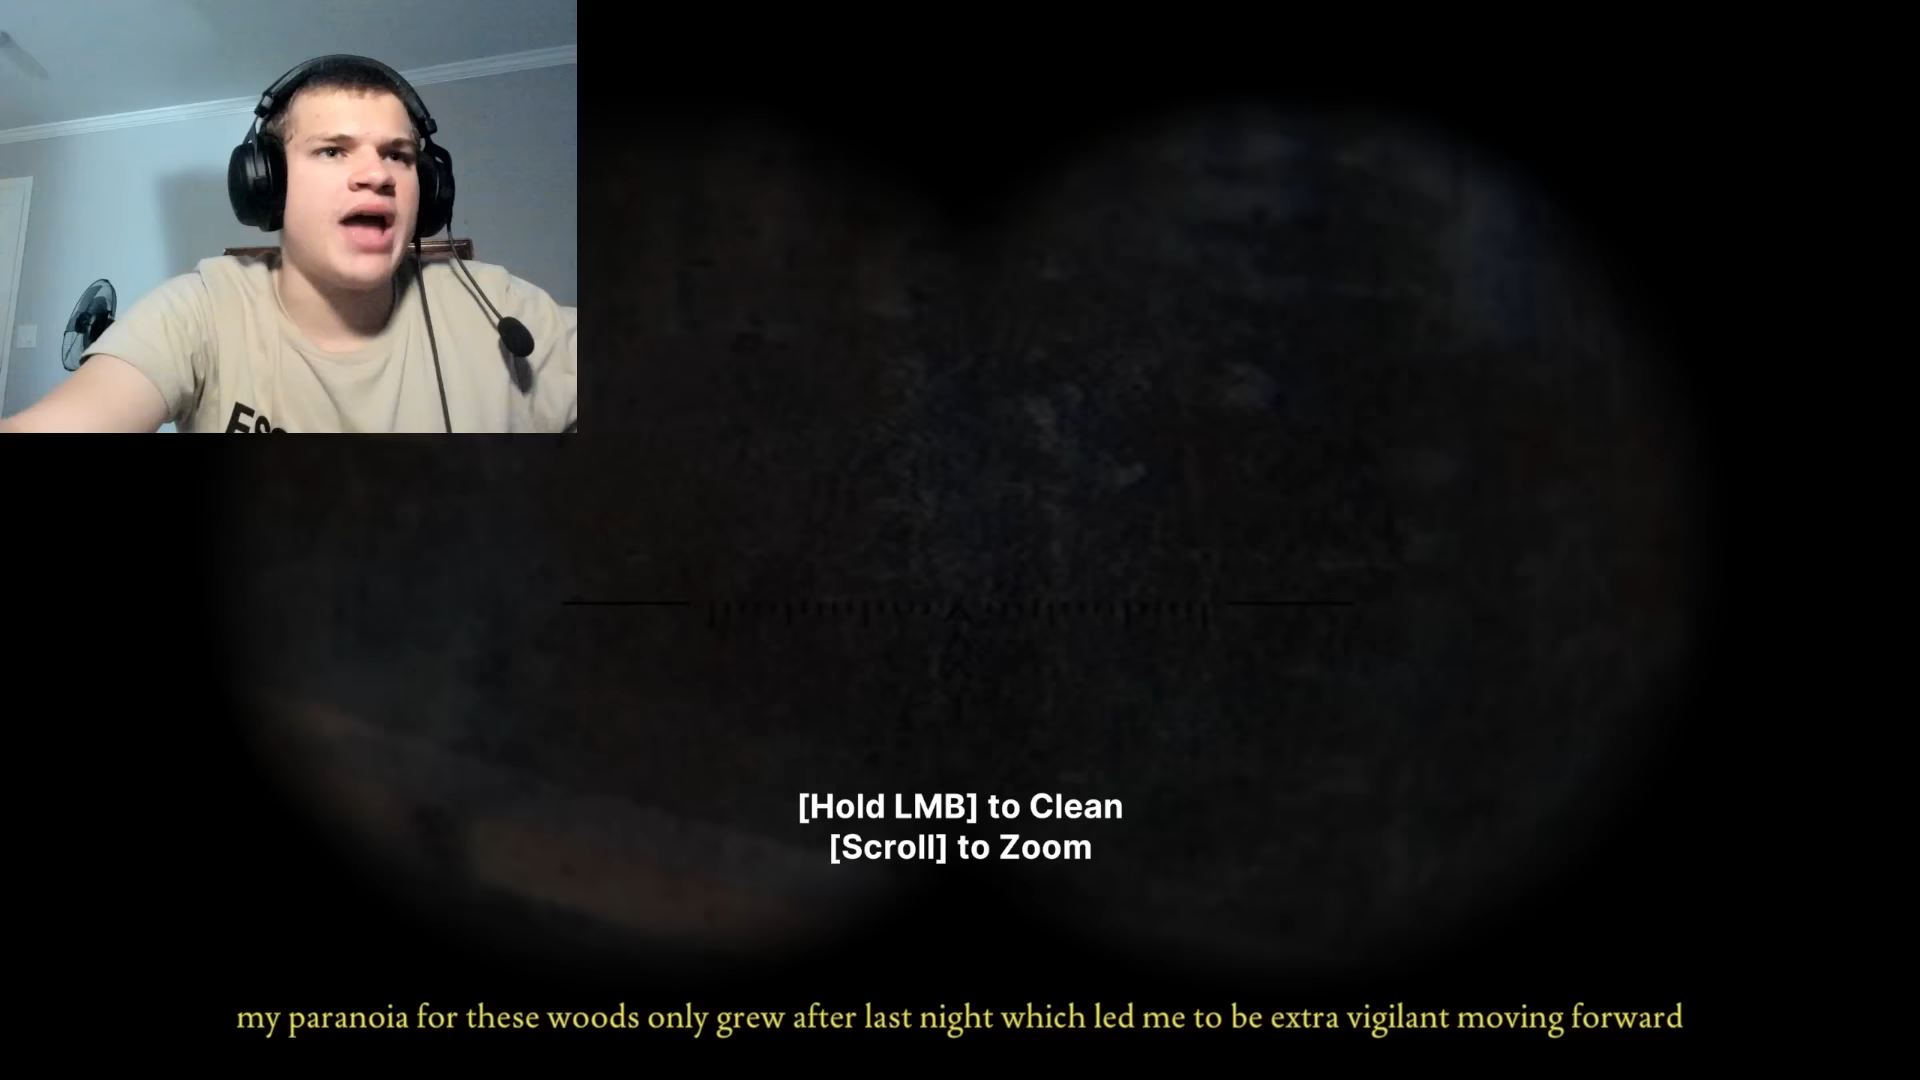 [Hold LMB] to Clean
[Scroll] to Zoom
my paranoia for these woods only grew after last night which led me to be extra vigilant moving forward